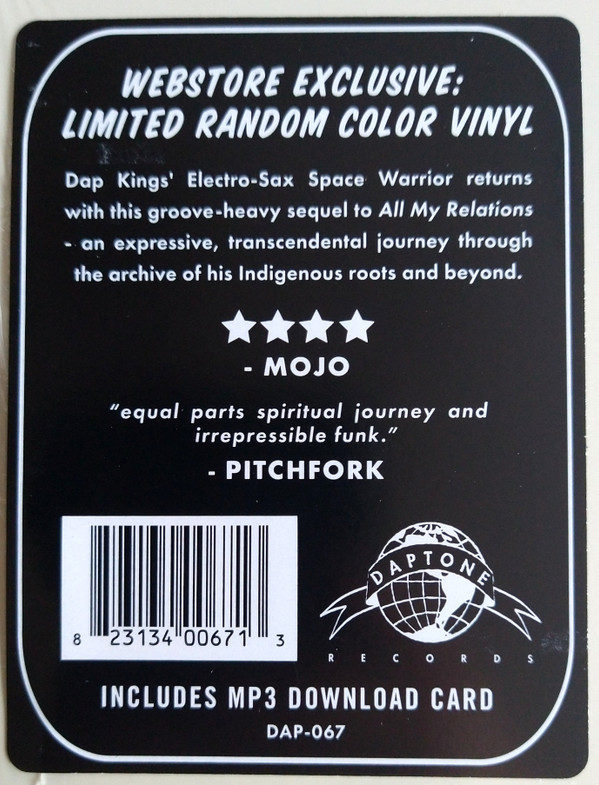 WEBSTORE EXCLUSIVE:
LIMITED RANDOM COLOR VINYL
Dap Kings' Electro-Sax Space Warrior returns
with this groove-heavy sequel to All My Relations
- an expressive, transcendental journey through
the archive of his Indigenous roots and beyond.
- MOJO
"equal parts spiritual journey and
irrepressible funk."
- PITCHFORK
8 23134 00671 3
DAPTONE
RECORDS
INCLUDES MP3 DOWNLOAD CARD
DAP-067